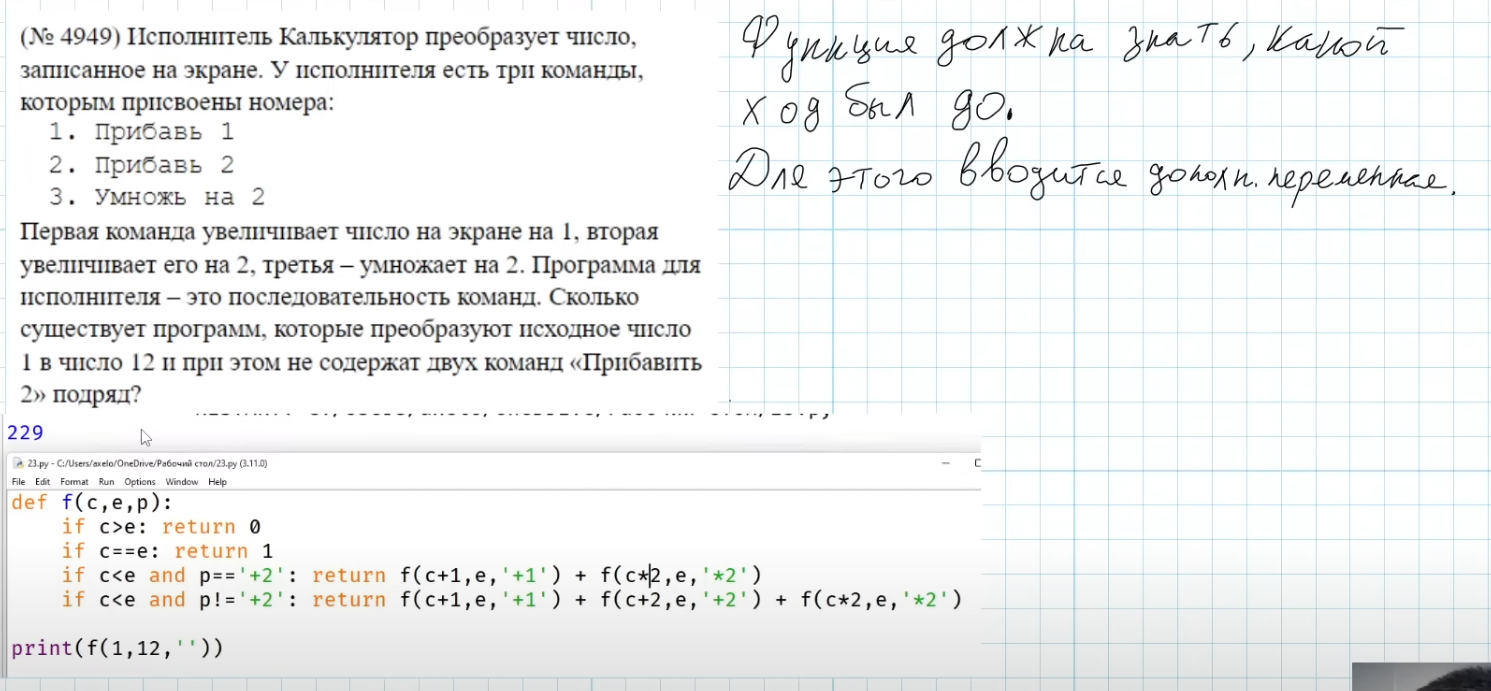 (№ 4949) Исполнитель Калькулятор преобразует число,
записанное на экране. У исполнителя есть три команды,
которым присвоены номера:
1. Прибавь 1
2. Прибавь 2
3. Умножь на 2
Первая команда увеличивает число на экране на 1, вторая
увеличивает его на 2, третья – умножает на 2. Программа для
исполнителя – это последовательность команд. Сколько
существует программ, которые преобразуют исходное число
1 в число 12 и при этом не содержат двух команд «Прибавить
2» подряд?
Функция должна знать, какой
ход был до.
Для этого вводится дополн. переменная.
229
23.py - C:/Users/axelo/OneDrive/Рабочий стол/23.py (3.11.0)
File Edit Format Run Options Window Help
def f(c,e,p):
    if c>e: return 0
    if c==e: return 1
    if c<e and p=='+2': return f(c+1,e,'+1') + f(c*2,e,'*2')
    if c<e and p!='+2': return f(c+1,e,'+1') + f(c+2,e,'+2') + f(c*2,e,'*2')
print(f(1,12,''))